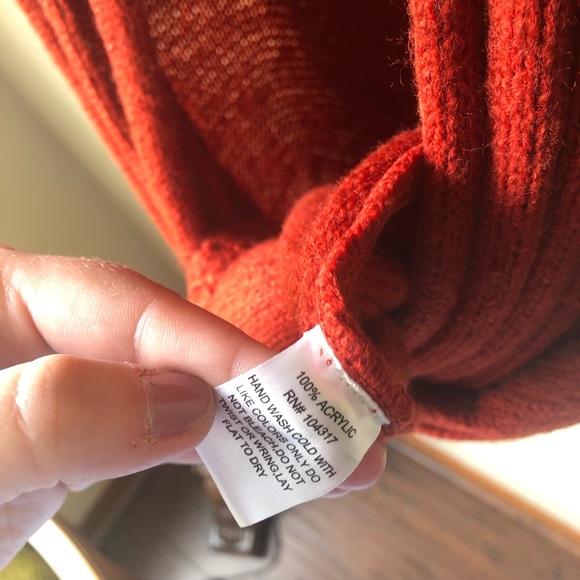 100% ACRYLIC
RN# 104317
HAND WASH COLD WITH
LIKE COLORS ONLY DO
NOT BLEACH,DO NOT
TWIST OR WRING,LAY
FLAT TO DRY